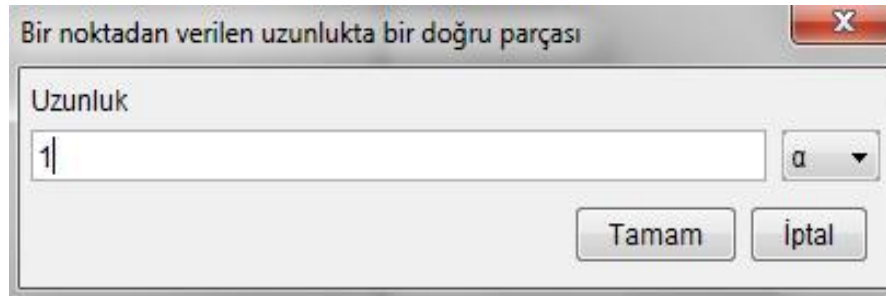 Bir noktadan verilen uzunlukta bir doğru parçası
Uzunluk
1
α
Tamam
İptal